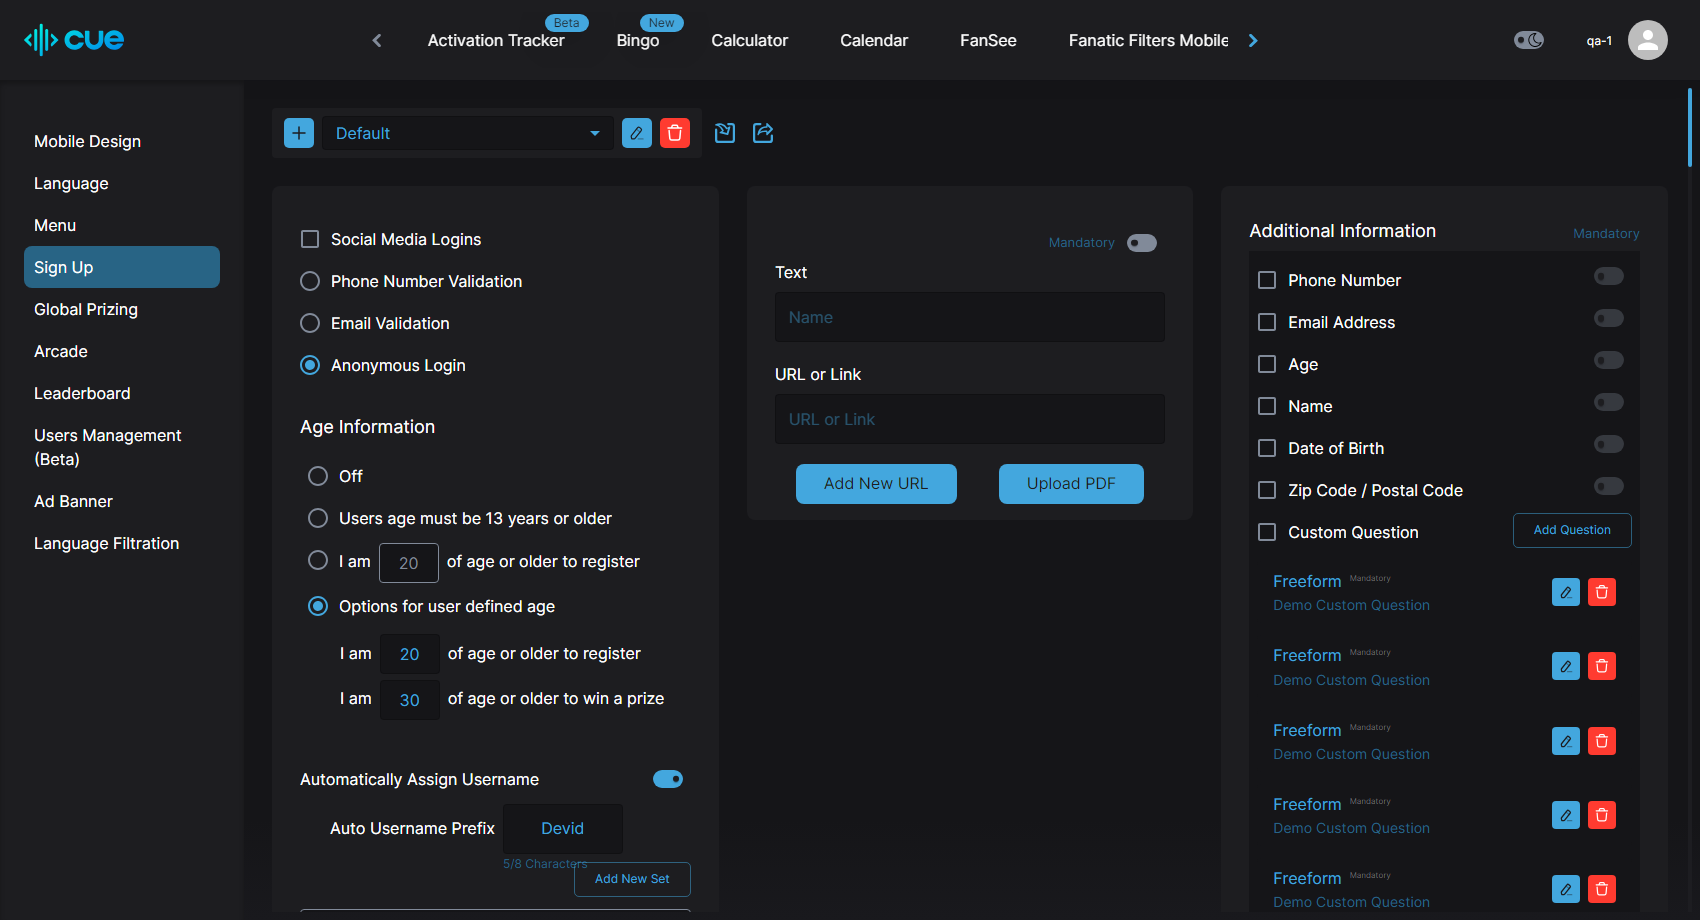 cue
Activation Tracker
Beta
Bingo
New
Calculator
Calendar
FanSee
Fanatic Filters Mobile
qa-1
Mobile Design
Language
Menu
Sign Up
Global Prizing
Arcade
Leaderboard
Users Management
(Beta)
Ad Banner
Language Filtration
Default
Social Media Logins
Phone Number Validation
Email Validation
Anonymous Login
Age Information
Off
Users age must be 13 years or older
I am 20 of age or older to register
Options for user defined age
I am 20 of age or older to register
I am 30 of age or older to win a prize
Automatically Assign Username
Auto Username Prefix Devid
5/8 Characters
Add New Set
Mandatory
Text
Name
URL or Link
URL or Link
Add New URL
Upload PDF
Additional Information
Mandatory
Phone Number
Email Address
Age
Name
Date of Birth
Zip Code / Postal Code
Custom Question
Add Question
Freeform Mandatory
Demo Custom Question
Freeform Mandatory
Demo Custom Question
Freeform Mandatory
Demo Custom Question
Freeform Mandatory
Demo Custom Question
Freeform Mandatory
Demo Custom Question